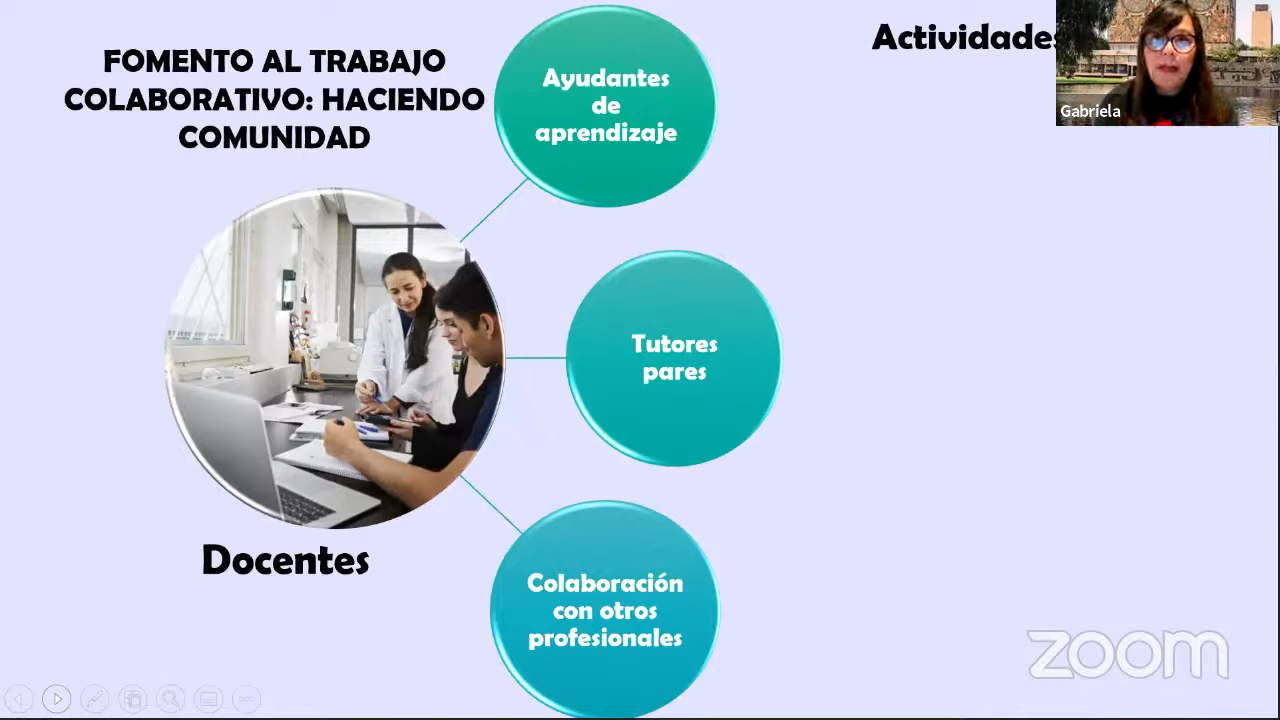 FOMENTO AL TRABAJO
COLABORATIVO: HACIENDO
COMUNIDAD
Ayudantes
de
aprendizaje
Actividades
Gabriela
Tutores
pares
Docentes
Colaboración
con otros
profesionales
zoom